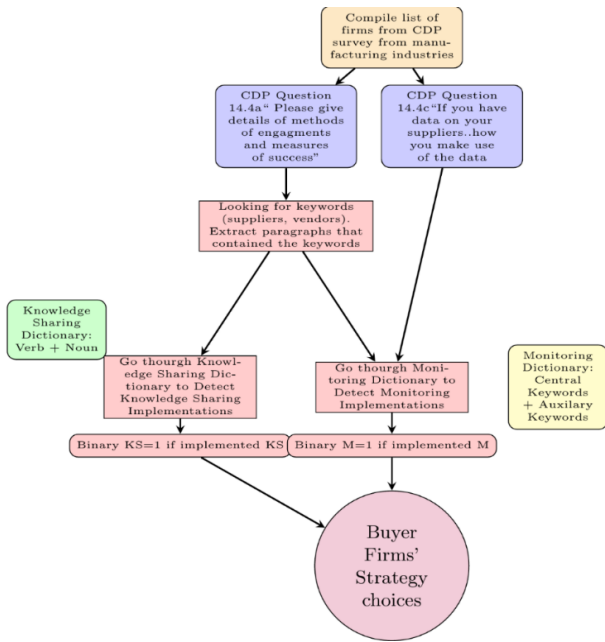 Compile list of
firms from CDP
survey from manu-
facturing industries
CDP Question
14.4a“ Please give
details of methods
of engagments
and measures
of success”
CDP Question
14.4c“If you have
data on your
suppliers..how
you make use
of the data
Looking for keywords
(suppliers, vendors).
Extract paragraphs that
contained the keywords
Knowledge
Sharing
Dictionary:
Verb + Noun
Go thourgh Knowl-
edge Sharing Dic-
tionary to Detect
Knowledge Sharing
Implementations
Go thourgh Moni-
toring Dictionary to
Detect Monitoring
Implementations
Monitoring
Dictionary:
Central
Keywords
+ Auxilary
Keywords
Binary KS=1 if implemented KS
Binary M=1 if implemented M
Buyer
Firms’
Strategy
choices